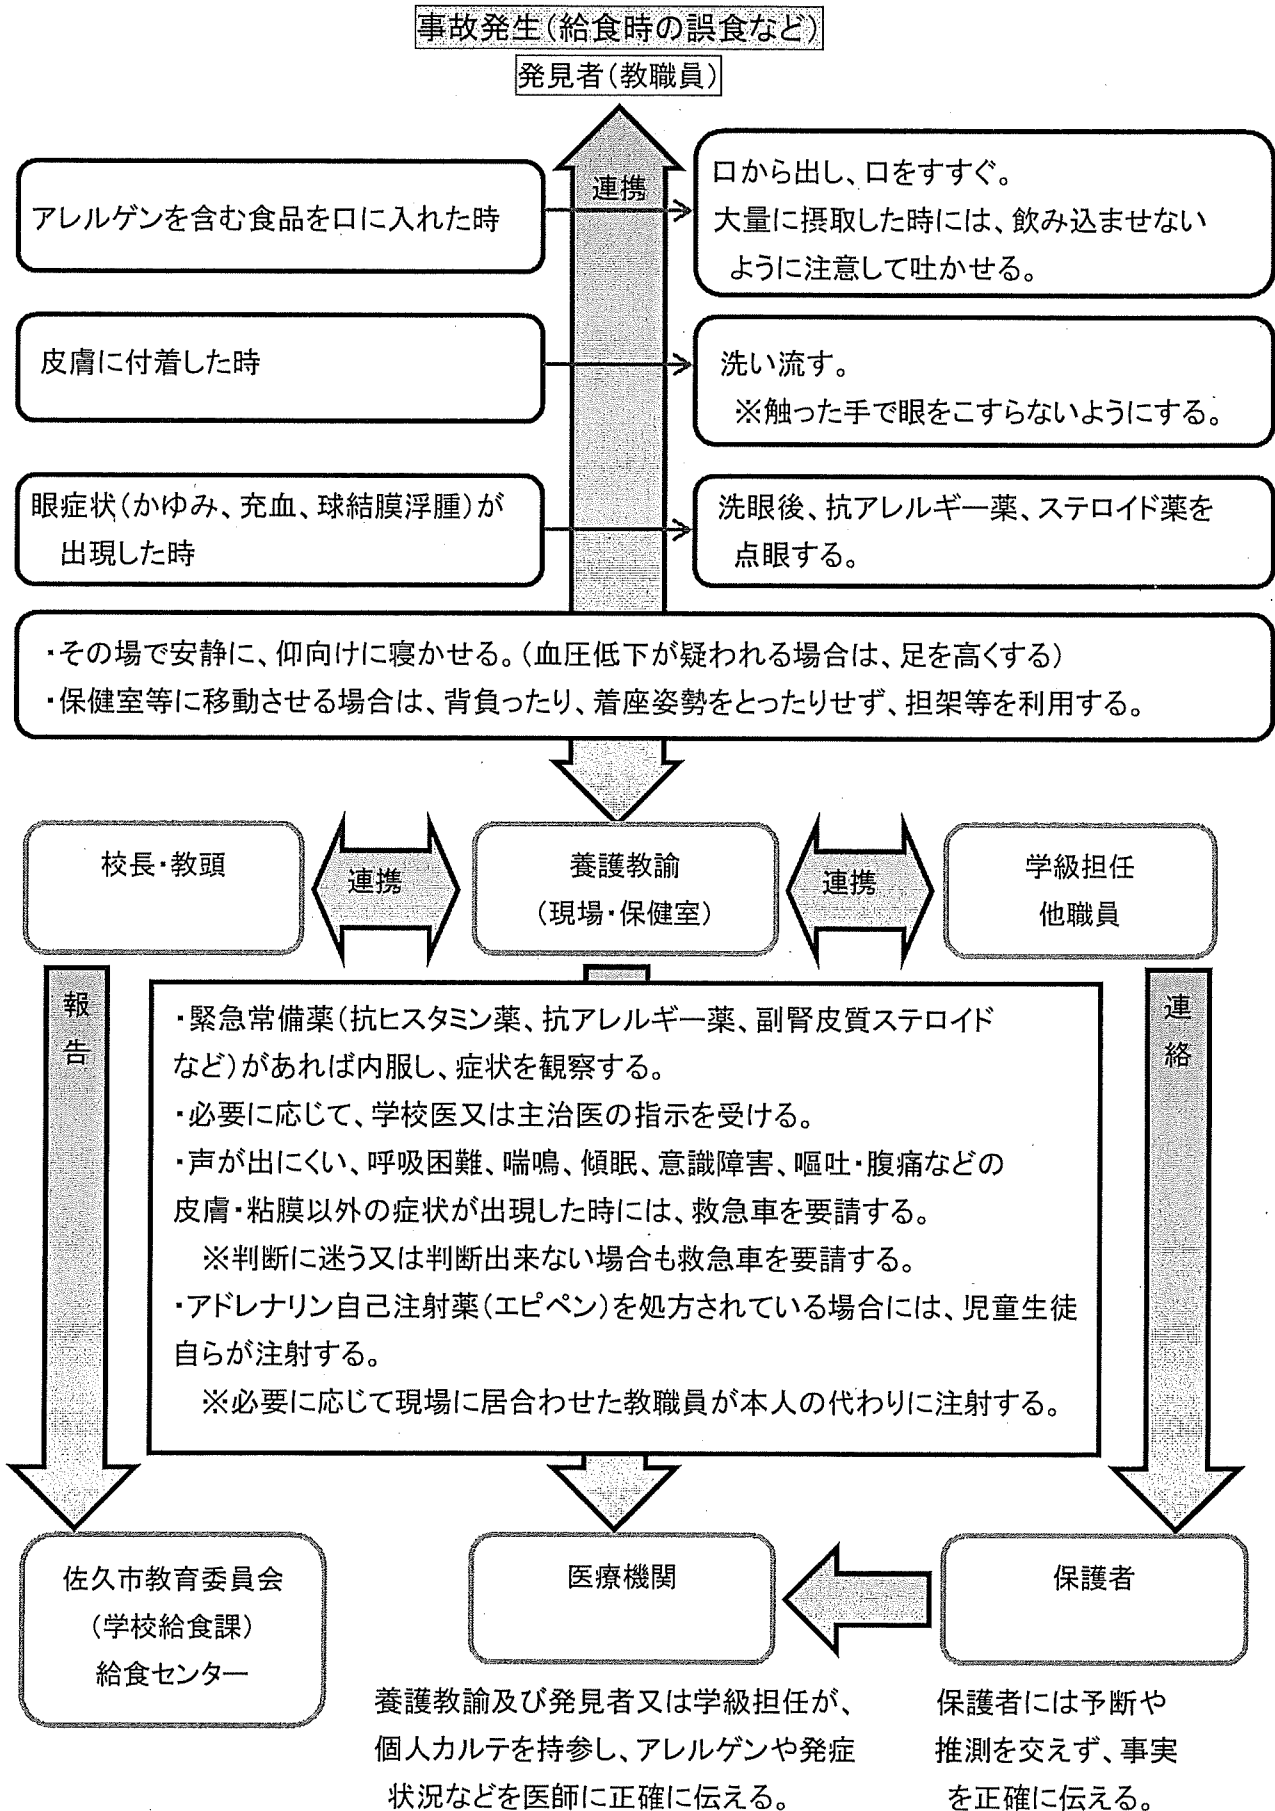 事故発生(給食時の誤食など)
発見者(教職員)
連携
アレルゲンを含む食品を口に入れた時
口から出し、口をすすぐ。
大量に摂取した時には、飲み込ませない
ように注意して吐かせる。
皮膚に付着した時
洗い流す。
※触った手で眼をこすらないようにする。
眼症状(かゆみ、充血、球結膜浮腫)が
出現した時
洗眼後、抗アレルギー薬、ステロイド薬を
点眼する。
・その場で安静に、仰向けに寝かせる。(血圧低下が疑われる場合は、足を高くする)
・保健室等に移動させる場合は、背負ったり、着座姿勢をとったりせず、担架等を利用する。
校長・教頭
連携
養護教諭
(現場・保健室)
連携
学級担任
他職員
報告
・緊急常備薬(抗ヒスタミン薬、抗アレルギー薬、副腎皮質ステロイド
など)があれば内服し、症状を観察する。
・必要に応じて、学校医又は主治医の指示を受ける。
・声が出にくい、呼吸困難、喘鳴、傾眠、意識障害、嘔吐・腹痛などの
皮膚・粘膜以外の症状が出現した時には、救急車を要請する。
※判断に迷う又は判断出来ない場合も救急車を要請する。
・アドレナリン自己注射薬(エピペン)を処方されている場合には、児童生徒
自らが注射する。
※必要に応じて現場に居合わせた教職員が本人の代わりに注射する。
連絡
佐久市教育委員会
(学校給食課)
給食センター
医療機関
保護者
養護教諭及び発見者又は学級担任が、
個人カルテを持参し、アレルゲンや発症
状況などを医師に正確に伝える。
保護者には予断や
推測を交えず、事実
を正確に伝える。